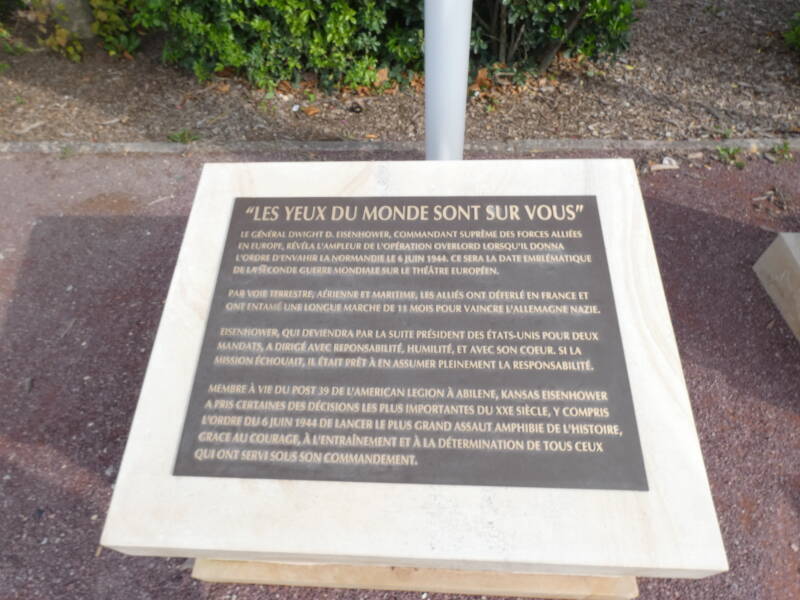 "LES YEUX DU MONDE SONT SUR VOUS"
LE GÉNÉRAL DWIGHT D. EISENHOWER, COMMANDANT SUPRÊME DES FORCES ALLIÉES
EN EUROPE, RÉVÉLA L'AMPLEUR DE L'OPÉRATION OVERLORD LORSQU'IL DONNA
L'ORDRE D'ENVAHIR LA NORMANDIE LE 6 JUIN 1944. CE SERA LA DATE EMBLÉMATIQUE
DE LA SECONDE GUERRE MONDIALE SUR LE THÉÂTRE EUROPÉEN.
PAR VOIE TERRESTRE, AÉRIENNE ET MARITIME, LES ALLIÉS ONT DÉFERLÉ EN FRANCE ET
ONT ENTAMÉ UNE LONGUE MARCHE DE 11 MOIS POUR VAINCRE L'ALLEMAGNE NAZIE.
EISENHOWER, QUI DEVIENDRA PAR LA SUITE PRÉSIDENT DES ÉTATS-UNIS POUR DEUX
MANDATS, A DIRIGÉ AVEC REPONSABILITÉ, HUMILITÉ, ET AVEC SON COEUR. SI LA
MISSION ÉCHOUAIT, IL ÉTAIT PRÊT À EN ASSUMER PLEINEMENT LA RESPONSABILITÉ.
MEMBRE À VIE DU POST 39 DE L'AMERICAN LEGION À ABILENE, KANSAS EISENHOWER
A PRIS CERTAINES DES DÉCISIONS LES PLUS IMPORTANTES DU XXE SIÈCLE, Y COMPRIS
L'ORDRE DU 6 JUIN 1944 DE LANCER LE PLUS GRAND ASSAUT AMPHIBIE DE L'HISTOIRE,
GRACE AU COURAGE, À L'ENTRAÎNEMENT ET À LA DÉTERMINATION DE TOUS CEUX
QUI ONT SERVI SOUS SON COMMANDEMENT.